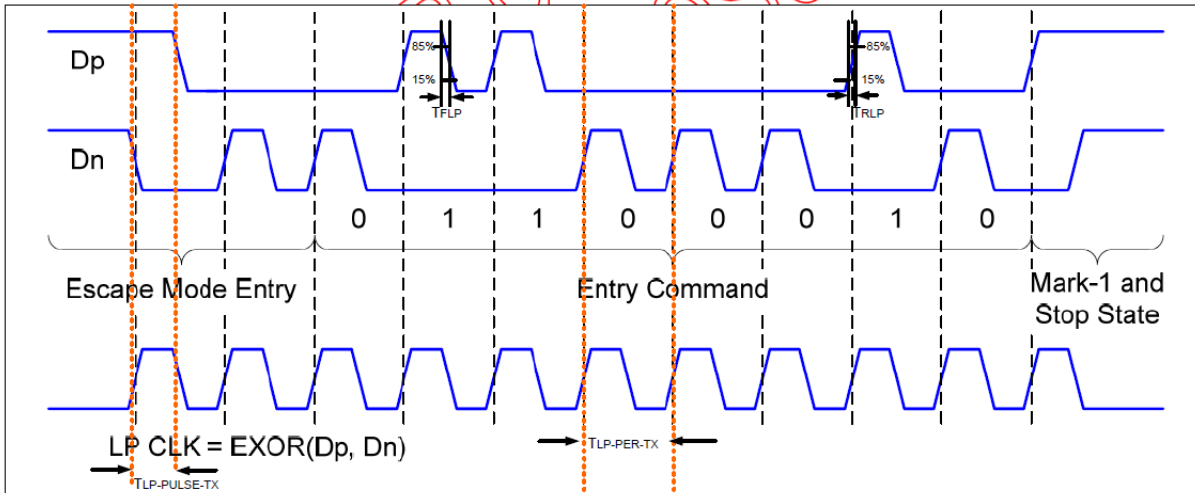 Dp
85%
15%
TFLP
85%
15%
TRLP
Dn
0 1 1 0 0 0 1 0
Escape Mode Entry
Entry Command
Mark-1 and
Stop State
LP CLK = EXOR(Dp, Dn)
TLP-PER-TX
TLP-PULSE-TX